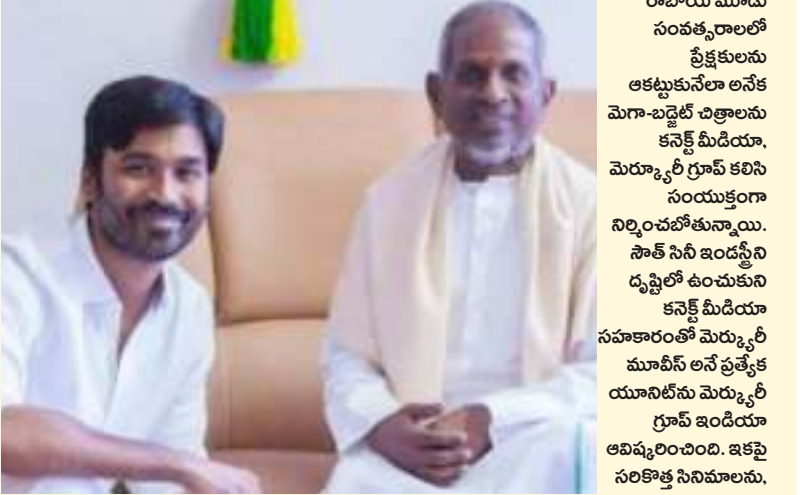 రాబోయే మూడు
సంవత్సరాలలో
ప్రేక్షకులను
ఆకట్టుకునేలా అనేక
మెగా-బడ్జెట్ చిత్రాలను
కనెక్ట్ మీడియా,
మెర్క్యూరీ గ్రూప్ కలిసి
సంయుక్తంగా
నిర్మించబోతున్నాయి.
సౌత్ సినీ ఇండస్ట్రీని
దృష్టిలో ఉంచుకుని
కనెక్ట్ మీడియా
సహకారంతో మెర్క్యురీ
మూవీస్ అనే ప్రత్యేక
యూనిట్‌ను మెర్క్యురీ
గ్రూప్ ఇండియా
ఆవిష్కరించింది. ఇకపై
సరికొత్త సినిమాలను,